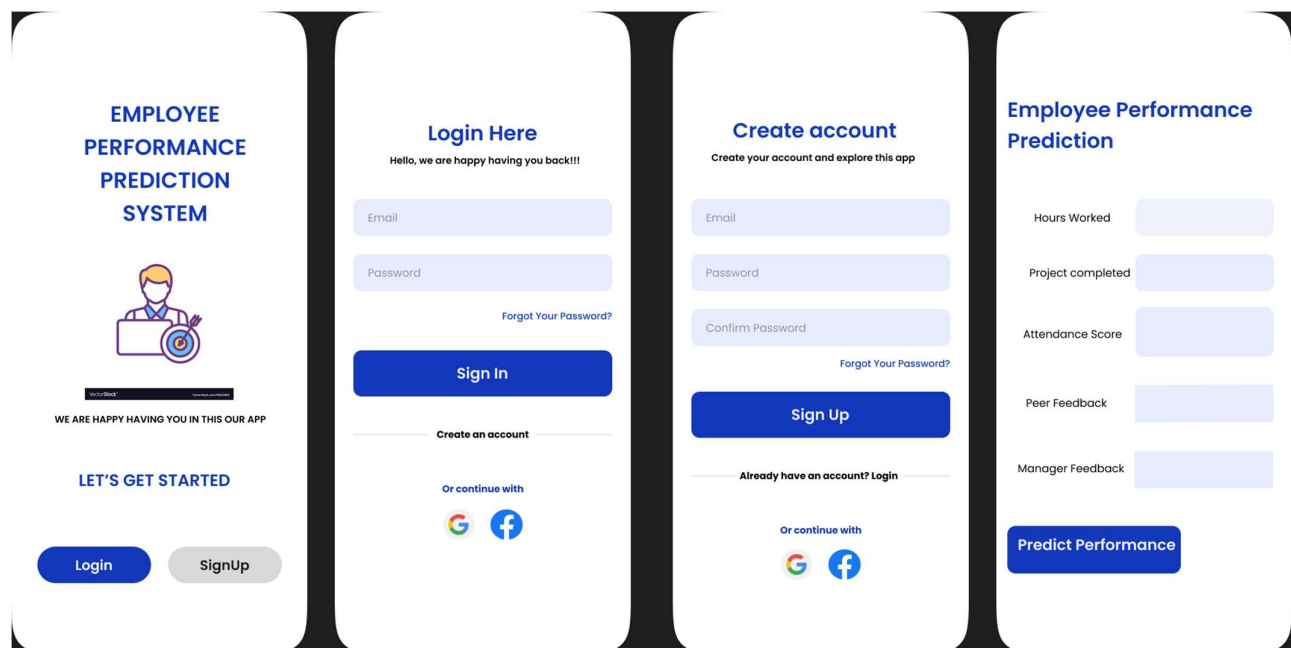 EMPLOYEE
PERFORMANCE
PREDICTION
SYSTEM
VectorStock
WE ARE HAPPY HAVING YOU IN THIS OUR APP
LET'S GET STARTED
Login
SignUp
Login Here
Hello, we are happy having you back!!!
Email
Password
Forgot Your Password?
Sign In
Create an account
Or continue with
Create account
Create your account and explore this app
Email
Password
Confirm Password
Forgot Your Password?
Sign Up
Already have an account? Login
Or continue with
Employee Performance
Prediction
Hours Worked
Project completed
Attendance Score
Peer Feedback
Manager Feedback
Predict Performance